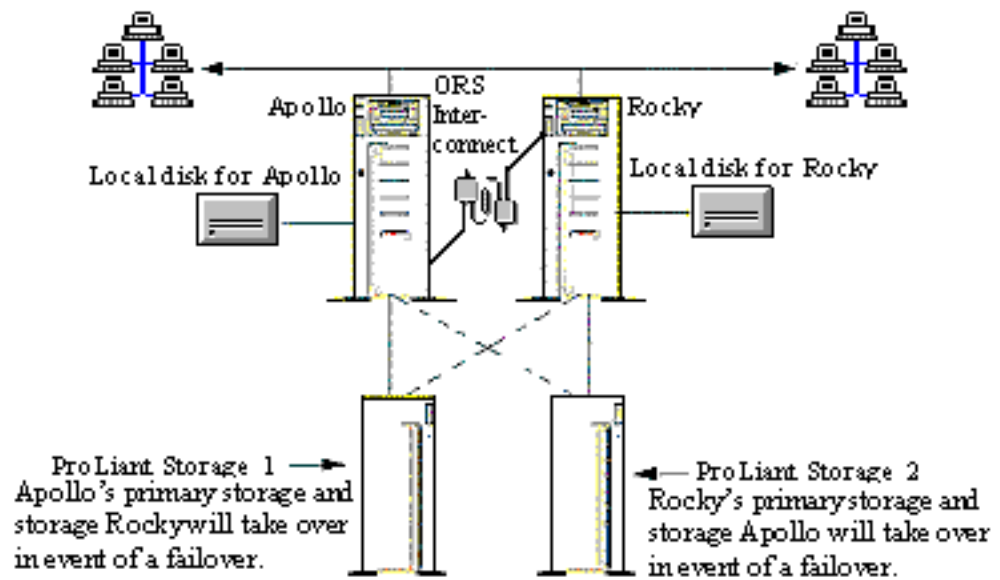 Apollo
ORS
Inter-
connect
Rocky
Local disk for Apollo
Local disk for Rocky
ProLiant Storage 1
Apollo's primary storage and
storage Rocky will take over
in event of a failover.
ProLiant Storage 2
Rocky's primary storage and
storage Apollo will take over
in event of a failover.